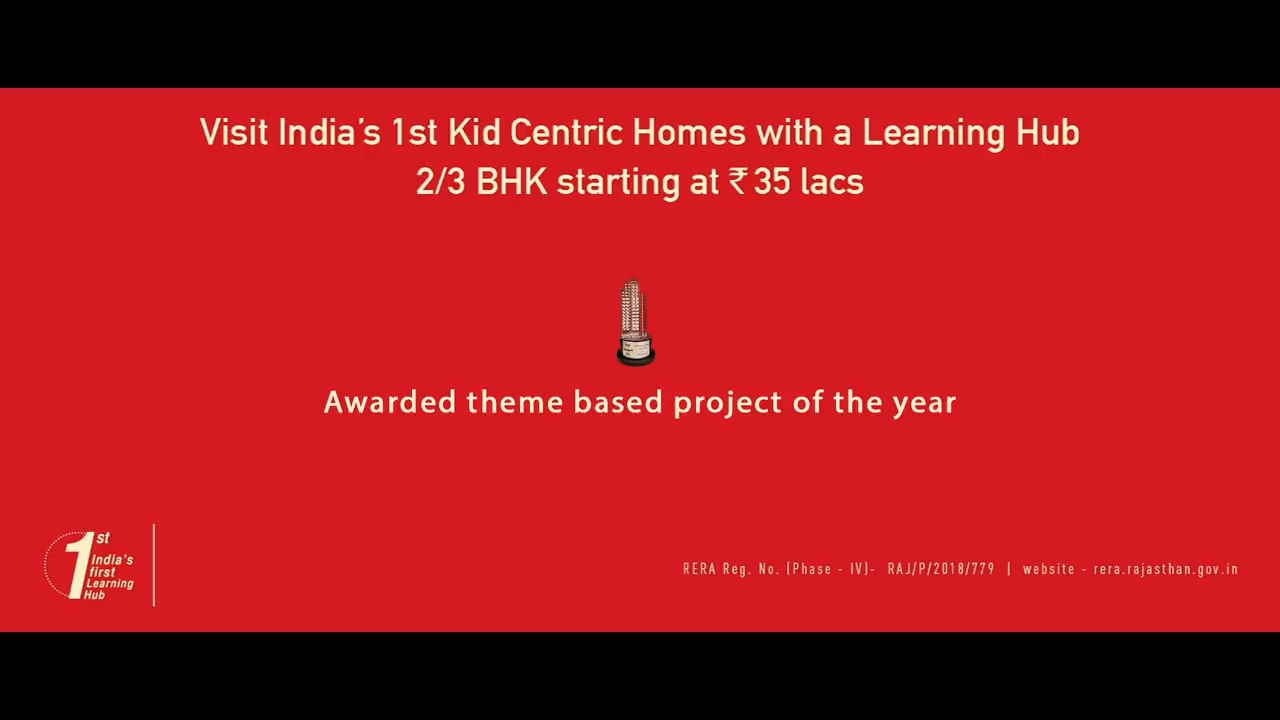 Visit India's 1st Kid Centric Homes with a Learning Hub
2/3 BHK starting at ₹ 35 lacs
Awarded theme based project of the year
1st
India's
first
Learning
Hub
RERA Reg. No. (Phase - IV)- RAJ/P/2018/779 | website - rera.rajasthan.gov.in